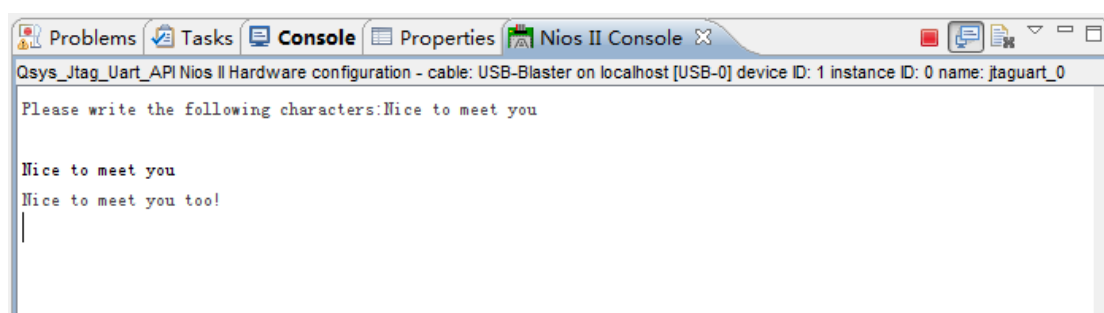 Problems Tasks Console Properties Nios II Console
Qsys_Jtag_Uart_API Nios II Hardware configuration - cable: USB-Blaster on localhost [USB-0] device ID: 1 instance ID: 0 name: jtaguart_0
Please write the following characters:Nice to meet you
Nice to meet you
Nice to meet you too!